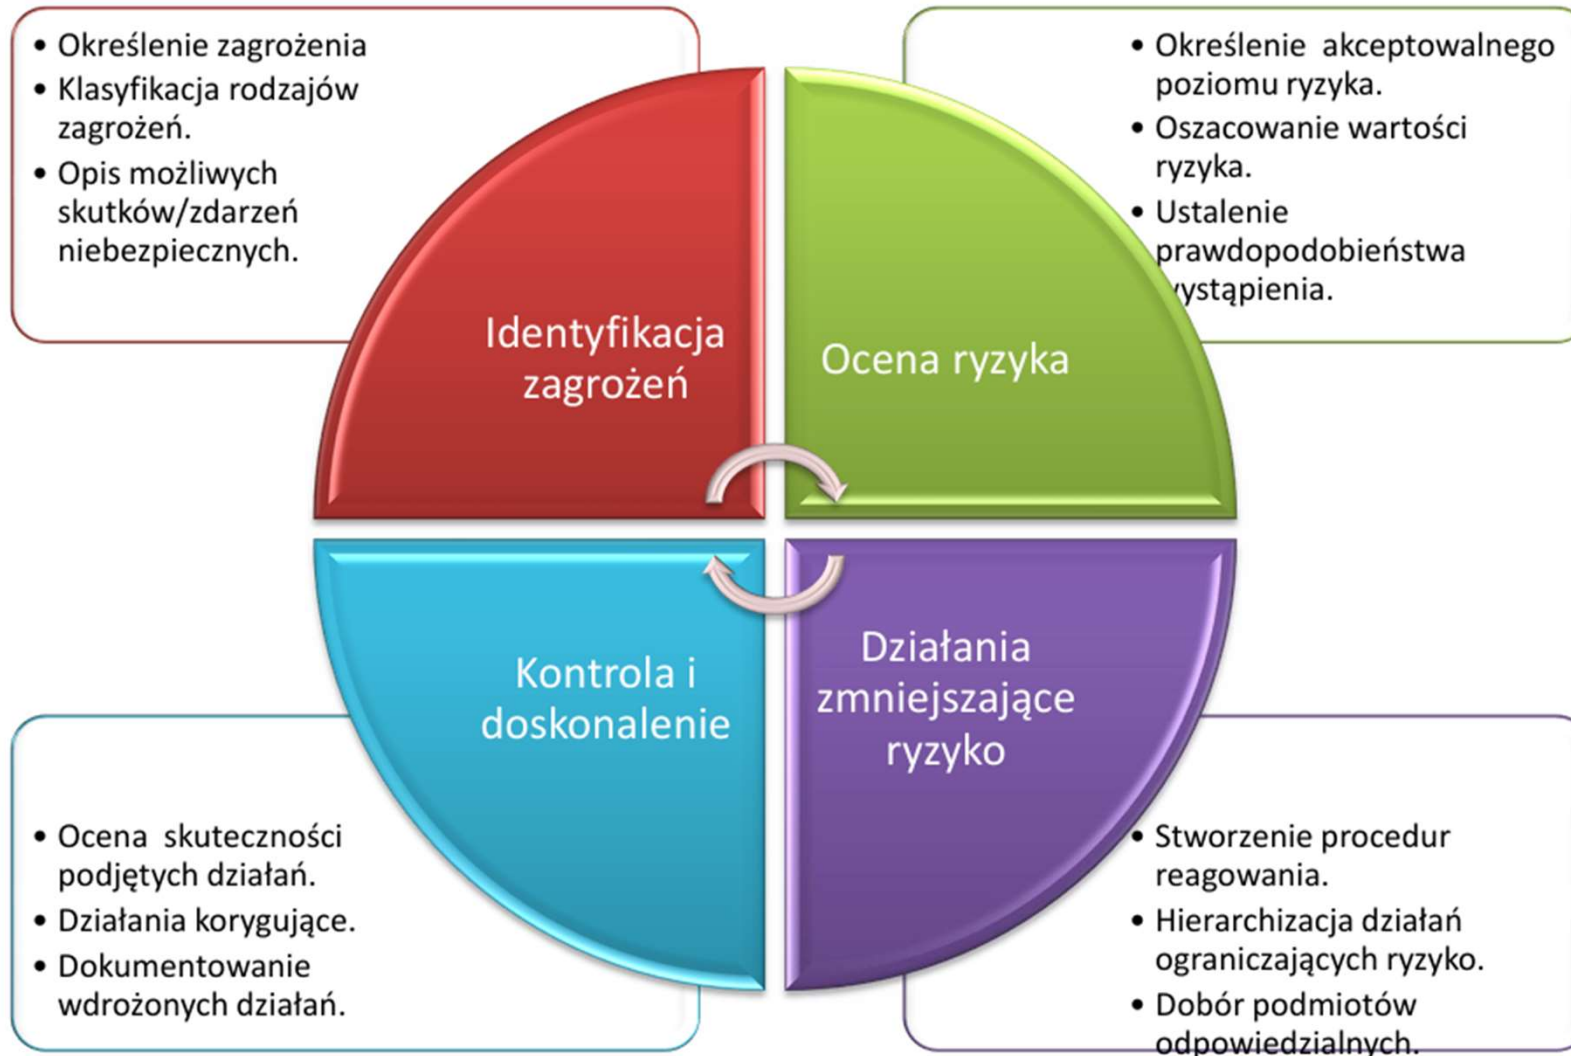 • Określenie zagrożenia
• Klasyfikacja rodzajów
zagrożeń.
• Opis możliwych
skutków/zdarzeń
niebezpiecznych.
• Określenie akceptowalnego
poziomu ryzyka.
• Oszacowanie wartości
ryzyka.
• Ustalenie
prawdopodobieństwa
wystąpienia.
Identyfikacja
zagrożeń
Ocena ryzyka
Kontrola i
doskonalenie
Działania
zmniejszające
ryzyko
• Ocena skuteczności
podjętych działań.
• Działania korygujące.
• Dokumentowanie
wdrożonych działań.
• Stworzenie procedur
reagowania.
• Hierarchizacja działań
ograniczających ryzyko.
• Dobór podmiotów
odpowiedzialnych.